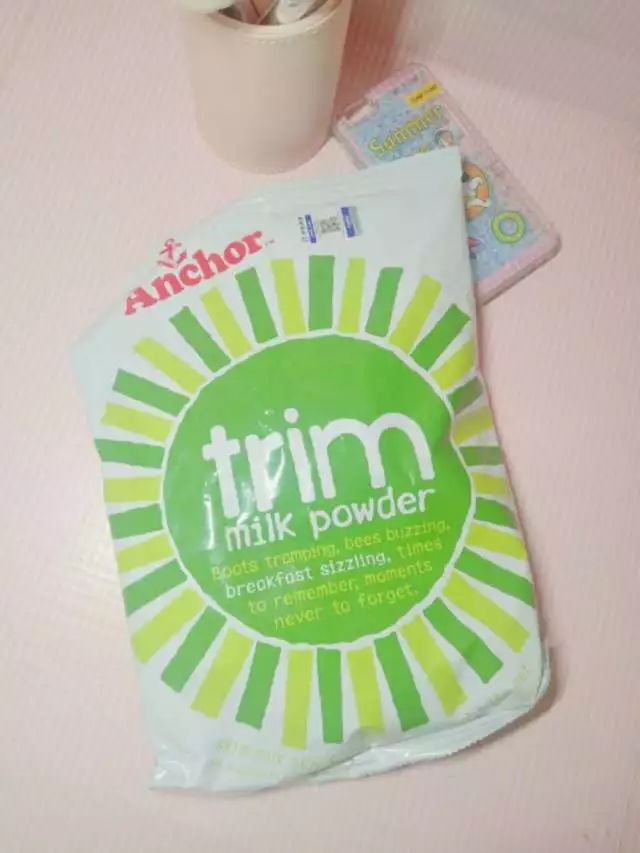 Summer
Anchor
trim
milk powder
Boots tramping, bees buzzing,
breakfast sizzling, times
to remember, moments
never to forget.